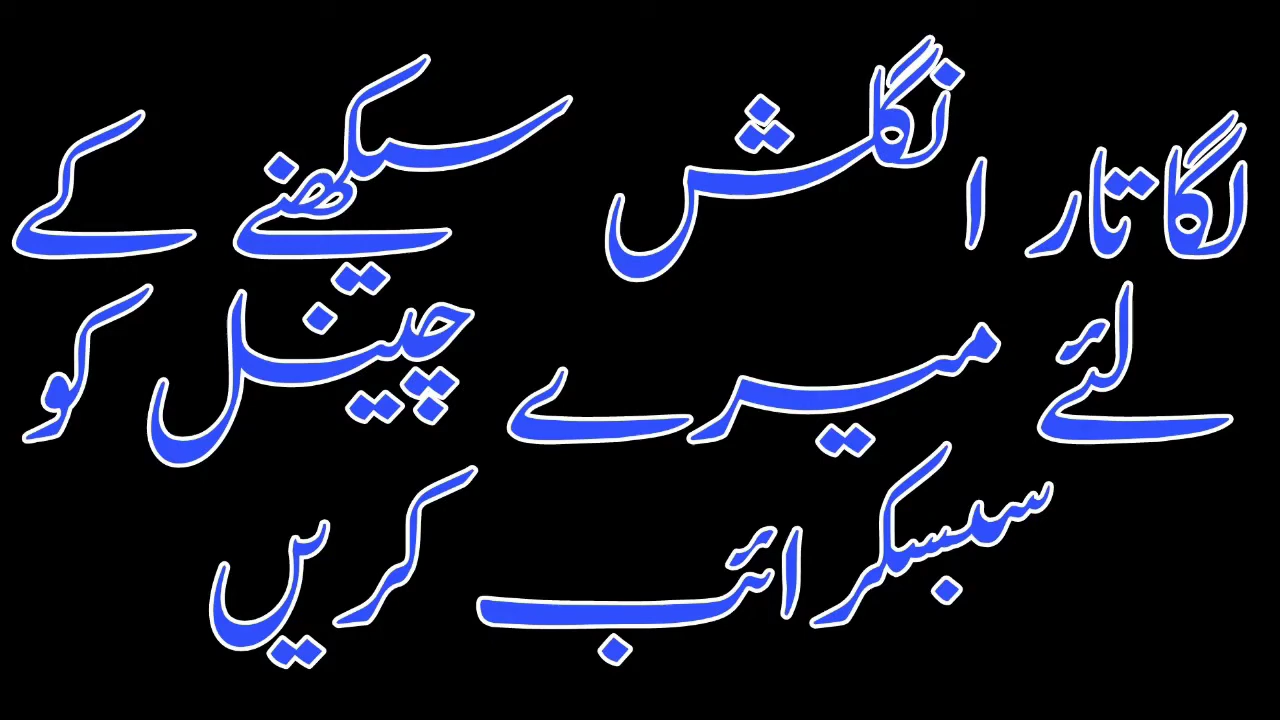 لگاتار انگلش سیکھنے کے
لئے میرے چینل کو
سبسکرائب کریں